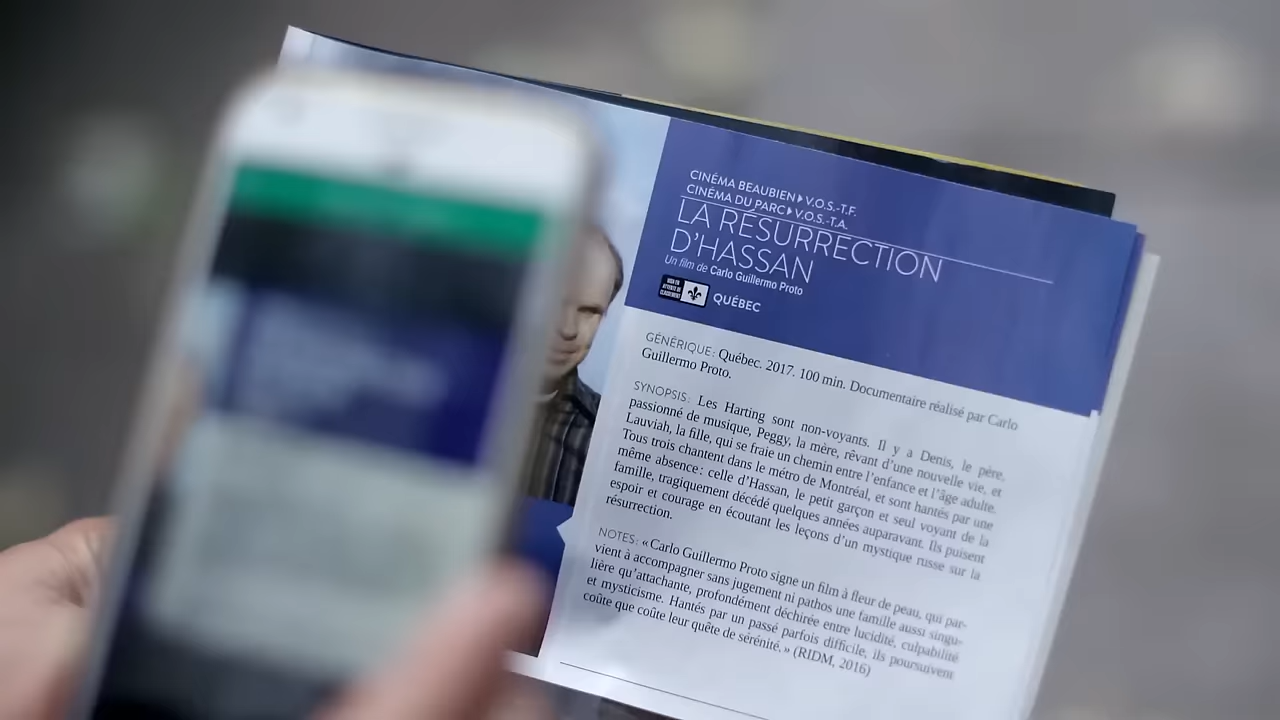 CINÉMA BEAUBIEN V.O.S.-T.F.
CINÉMA DU PARC V.O.S.-T.A.
LA RÉSURRECTION
D'HASSAN
Un film de Carlo Guillermo Proto
QUÉBEC
GÉNÉRIQUE: Québec. 2017. 100 min. Documentaire réalisé par Carlo
Guillermo Proto.
SYNOPSIS: Les Harting sont non-voyants. Il y a Denis, le père,
passionné de musique, Peggy, la mère, rêvant d'une nouvelle vie, et
Lauviah, la fille, qui se fraie un chemin entre l'enfance et l'âge adulte.
Tous trois chantent dans le métro de Montréal, et sont hantés par une
même absence: celle d'Hassan, le petit garçon et seul voyant de la
famille, tragiquement décédé quelques années auparavant. Ils puisent
espoir et courage en écoutant les leçons d'un mystique russe sur la
résurrection.
NOTES: « Carlo Guillermo Proto signe un film à fleur de peau, qui par-
vient à accompagner sans jugement ni pathos une famille aussi singu-
lière qu'attachante, profondément déchirée entre lucidité, culpabilité
et mysticisme. Hantés par un passé parfois difficile, ils poursuivent
coûte que coûte leur quête de sérénité. » (RIDM, 2016)